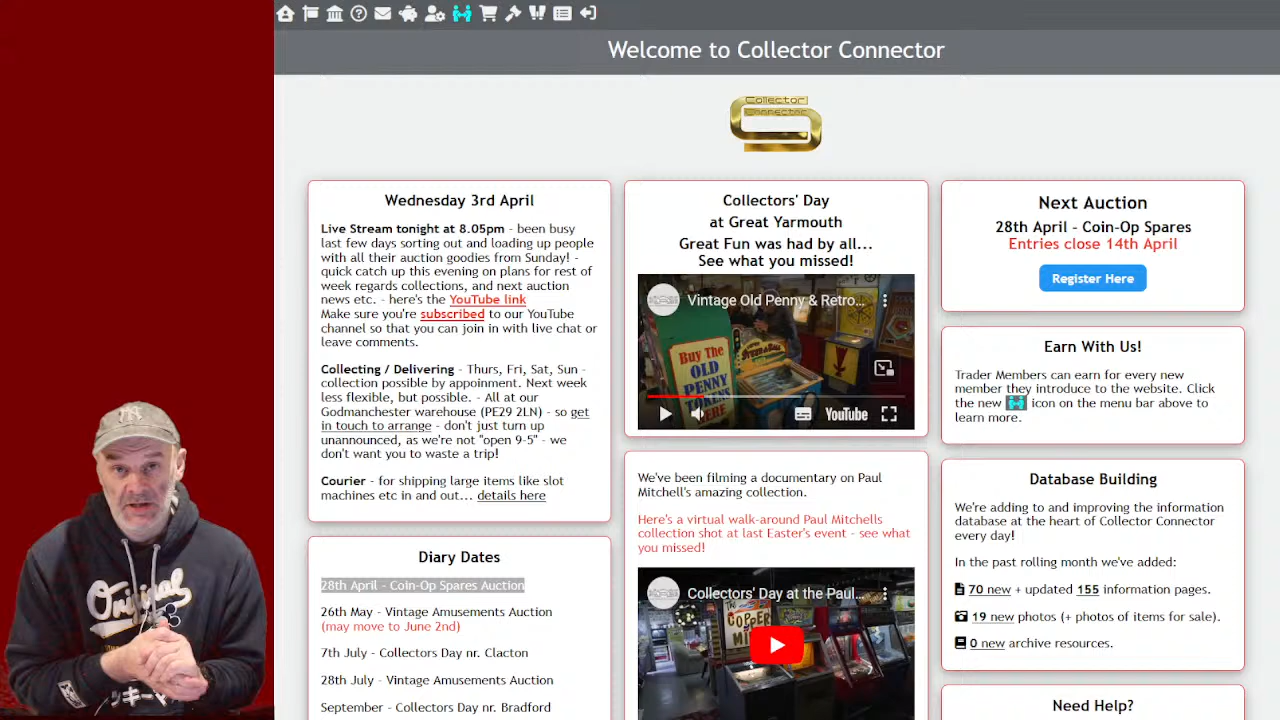 Welcome to Collector Connector
Collector
Connector
Wednesday 3rd April
Live Stream tonight at 8.05pm - been busy
last few days sorting out and loading up people
with all their auction goodies from Sunday! -
quick catch up this evening on plans for rest of
week regards collections, and next auction
news etc. - here's the YouTube link
Make sure you're subscribed to our YouTube
channel so that you can join in with live chat or
leave comments.
Collecting / Delivering - Thurs, Fri, Sat, Sun -
collection possible by appoinment. Next week
less flexible, but possible. - All at our
Godmanchester warehouse (PE29 2LN) - so get
in touch to arrange - don't just turn up
unannounced, as we're not "open 9-5" - we
don't want you to waste a trip!
Courier - for shipping large items like slot
machines etc in and out... details here
Diary Dates
28th April - Coin-Op Spares Auction
26th May - Vintage Amusements Auction
(may move to June 2nd)
7th July - Collectors Day nr. Clacton
28th July - Vintage Amusements Auction
September - Collectors Day nr. Bradford
Collectors' Day
at Great Yarmouth
Great Fun was had by all...
See what you missed!
Vintage Old Penny & Retro...
BUY THE
OLD
PENNY
TOKENS
HERE
YouTube
We've been filming a documentary on Paul
Mitchell's amazing collection.
Here's a virtual walk-around Paul Mitchells
collection shot at last Easter's event - see what
you missed!
Collectors' Day at the Paul...
THE
COPPER
Next Auction
28th April - Coin-Op Spares
Entries close 14th April
Register Here
Earn With Us!
Trader Members can earn for every new
member they introduce to the website. Click
the new icon on the menu bar above to
learn more.
Database Building
We're adding to and improving the information
database at the heart of Collector Connector
every day!
In the past rolling month we've added:
70 new + updated 155 information pages.
19 new photos (+ photos of items for sale).
0 new archive resources.
Need Help?
Original